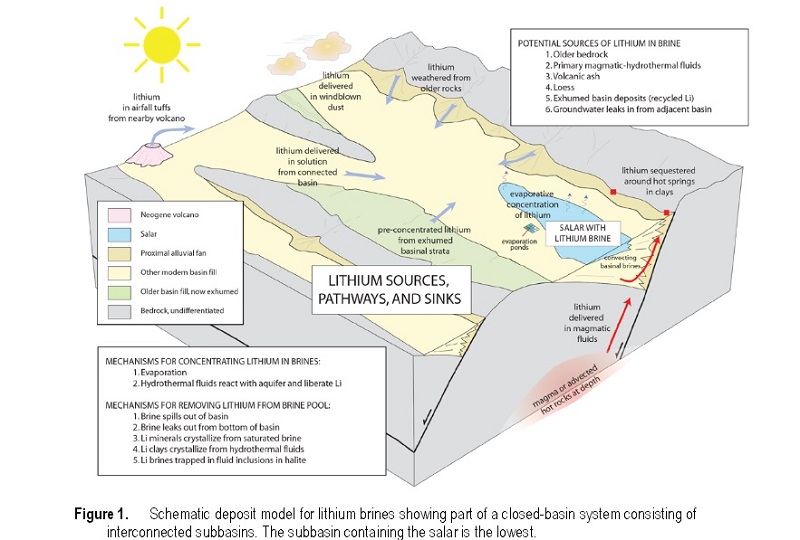 POTENTIAL SOURCES OF LITHIUM IN BRINE
1. Older bedrock
2. Primary magmatic-hydrothermal fluids
3. Volcanic ash
4. Loess
5. Exhumed basin deposits (recycled Li)
6. Groundwater leaks in from adjacent basin
lithium
in airfall tuffs
from nearby volcano
lithium
delivered
in windblown
dust
lithium
weathered from
older rocks
lithium delivered
in solution
from connected
basin
lithium sequestered
around hot springs
in clays
evaporative
concentration
of lithium
SALAR WITH
LITHIUM BRINE
evaporation
ponds
pre-concentrated lithium
from exhumed
basinal strata
convecting
basinal brines
Neogene volcano
Salar
Proximal alluvial fan
Other modern basin fill
Older basin fill, now exhumed
Bedrock, undifferentiated
LITHIUM SOURCES,
PATHWAYS, AND SINKS
lithium
delivered
in magmatic
fluids
magma or advected
hot rocks at depth
MECHANISMS FOR CONCENTRATING LITHIUM IN BRINES:
1. Evaporation
2. Hydrothermal fluids react with aquifer and liberate Li
MECHANISMS FOR REMOVING LITHIUM FROM BRINE POOL:
1. Brine spills out of basin
2. Brine leaks out from bottom of basin
3. Li minerals crystallize from saturated brine
4. Li clays crystallize from hydrothermal fluids
5. Li brines trapped in fluid inclusions in halite
Figure 1. Schematic deposit model for lithium brines showing part of a closed-basin system consisting of
interconnected subbasins. The subbasin containing the salar is the lowest.